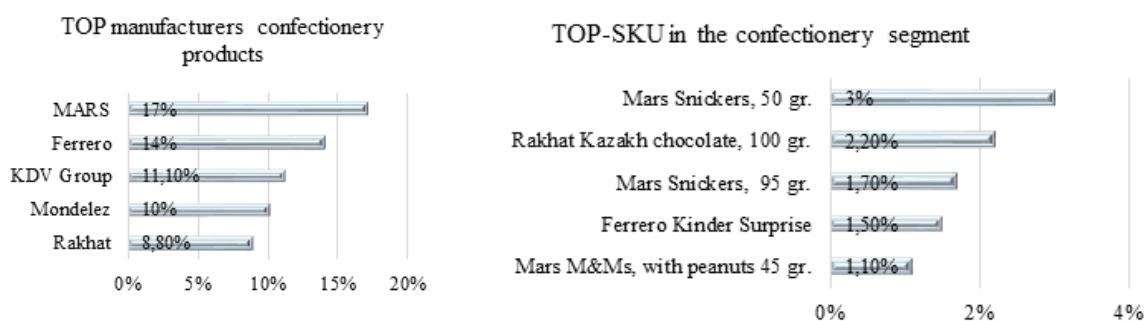 TOP manufacturers confectionery
products
MARS 17%
Ferrero 14%
KDV Group 11,10%
Mondelez 10%
Rakhat 8,80%
0% 5% 10% 15% 20%
TOP-SKU in the confectionery segment
Mars Snickers, 50 gr. 3%
Rakhat Kazakh chocolate, 100 gr. 2,20%
Mars Snickers, 95 gr. 1,70%
Ferrero Kinder Surprise 1,50%
Mars M&Ms, with peanuts 45 gr. 1,10%
0% 2% 4%